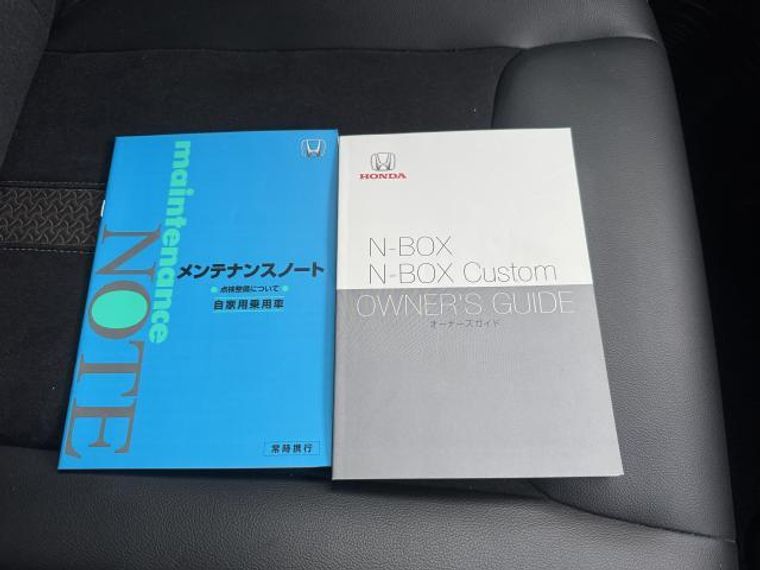 maintenance
NOTE
メンテナンスノート
点検整備について
自家用乗用車
常時携行
HONDA
N-BOX
N-BOX Custom
OWNER'S GUIDE
オーナーズガイド